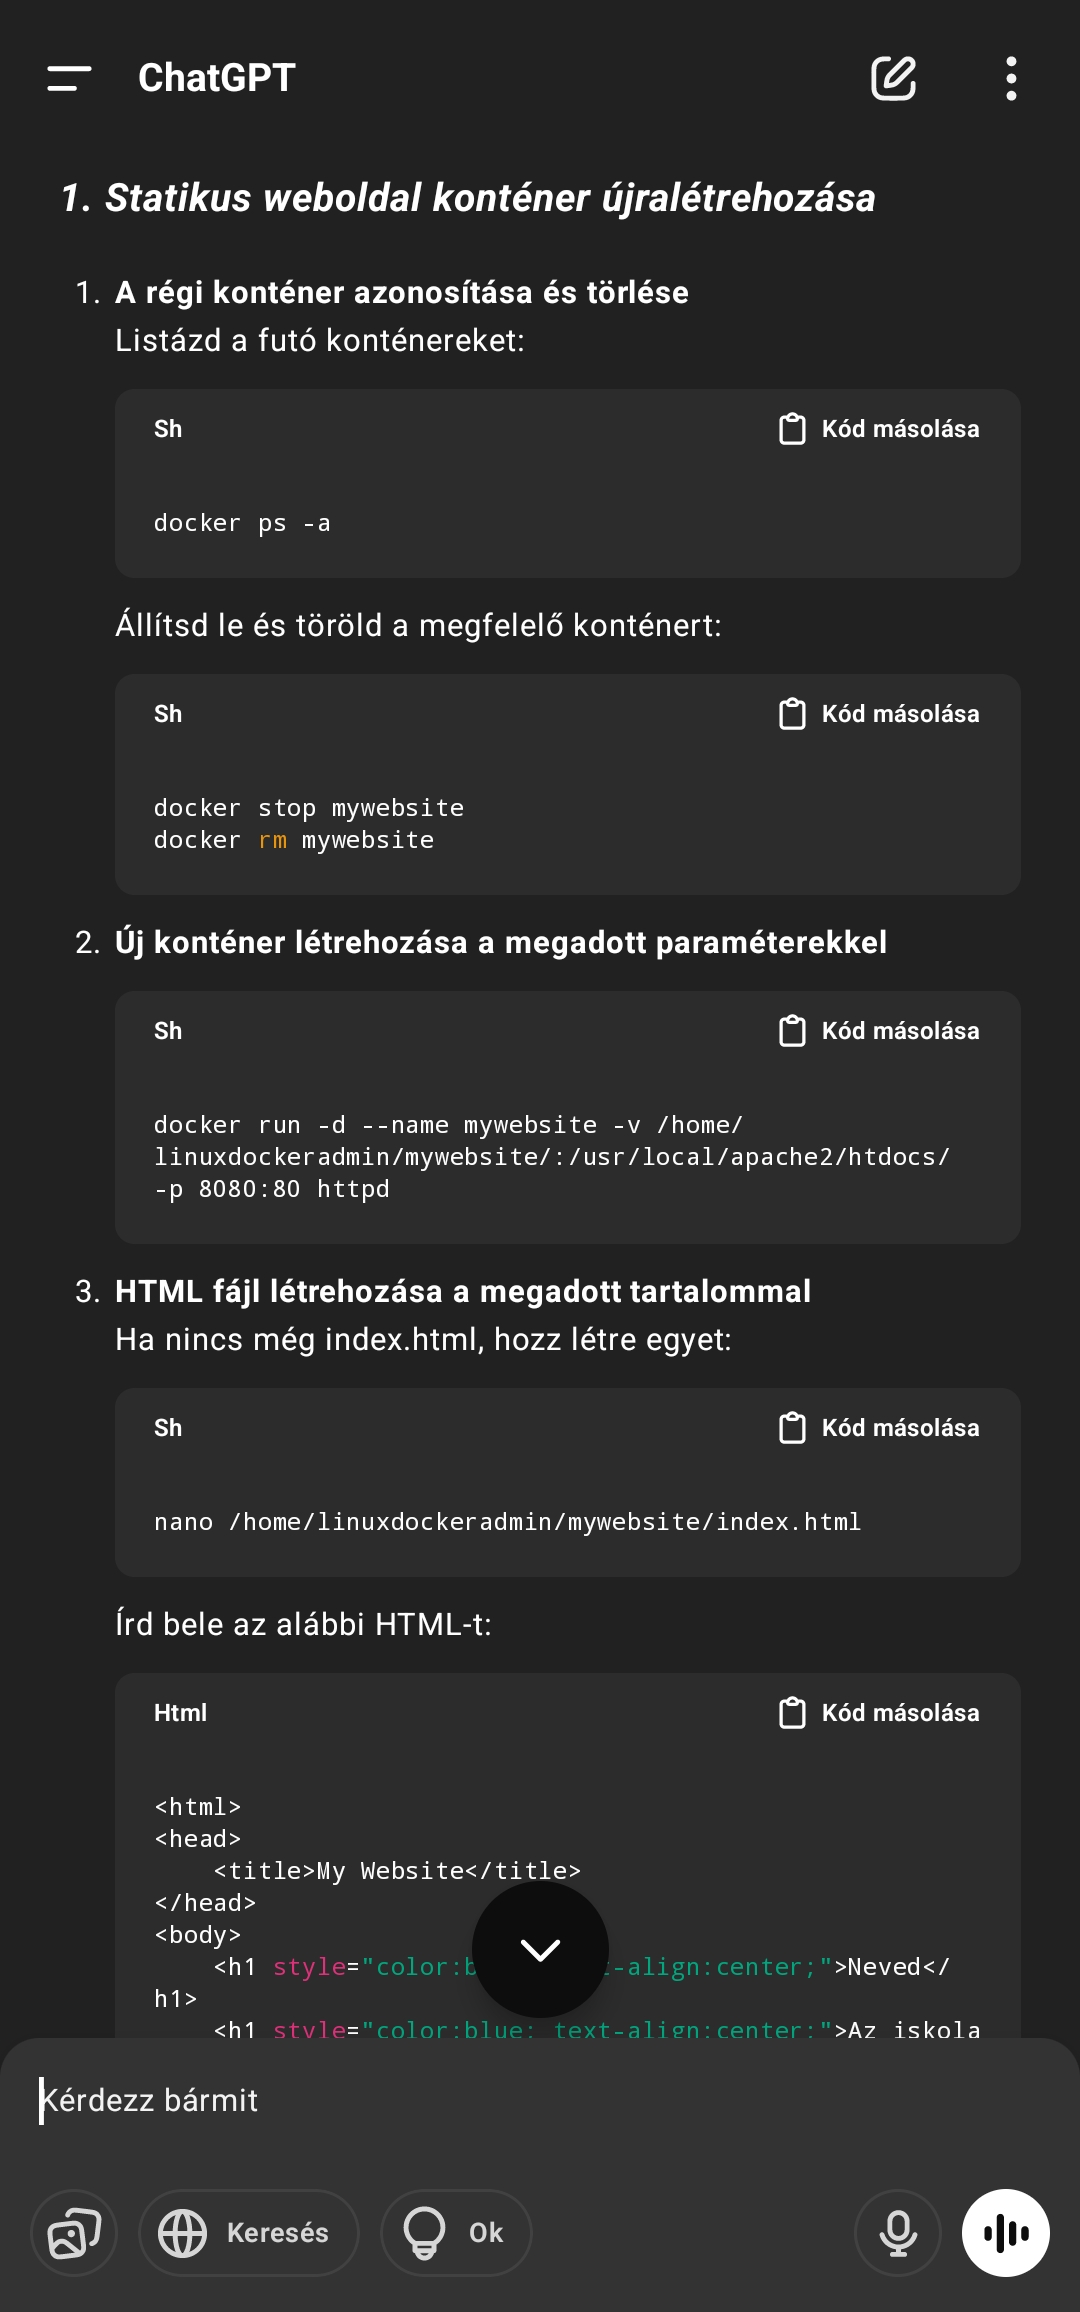 ChatGPT
1. Statikus weboldal konténer újralétrehozása
1. A régi konténer azonosítása és törlése
Listázd a futó konténereket:
Sh
Kód másolása
docker ps -a
Állítsd le és töröld a megfelelő konténert:
Sh
Kód másolása
docker stop mywebsite
docker rm mywebsite
2. Új konténer létrehozása a megadott paraméterekkel
Sh
Kód másolása
docker run -d --name mywebsite -v /home/
linuxdockeradmin/mywebsite/:/usr/local/apache2/htdocs/
-p 8080:80 httpd
3. HTML fájl létrehozása a megadott tartalommal
Ha nincs még index.html, hozz létre egyet:
Sh
Kód másolása
nano /home/linuxdockeradmin/mywebsite/index.html
Írd bele az alábbi HTML-t:
Html
Kód másolása
<html>
<head>
    <title>My Website</title>
</head>
<body>
    <h1 style="color:b t-align:center;">Neved</
h1>
    <h1 style="color:blue; text-align:center;">Az iskola
Kérdezz bármit
Keresés
Ok